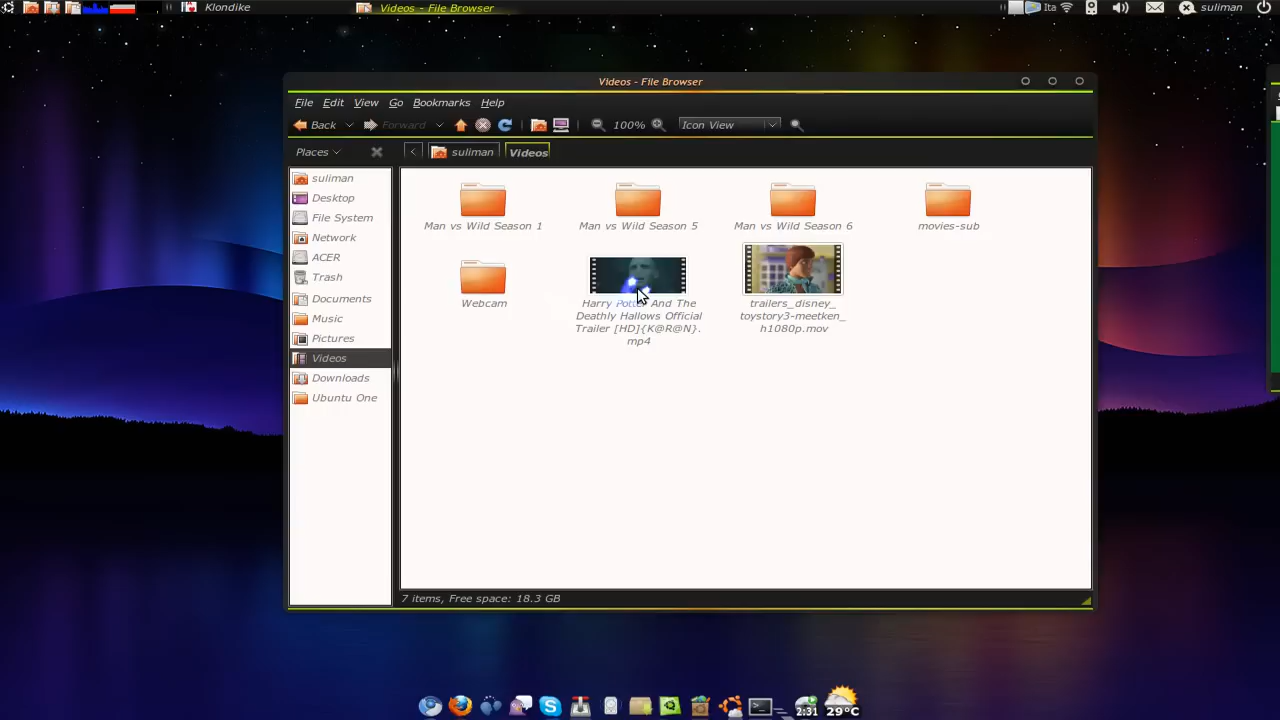 Klondike
Videos - File Browser
Ita
suliman
Videos - File Browser
File Edit View Go Bookmarks Help
Back Forward 100% Icon View
Places < suliman Videos
suliman
Desktop
File System
Network
ACER
Trash
Documents
Music
Pictures
Videos
Downloads
Ubuntu One
Man vs Wild Season 1
Man vs Wild Season 5
Man vs Wild Season 6
movies-sub
Webcam
Harry Potter And The
Deathly Hallows Official
Trailer [HD]{K@R@N}.
mp4
trailers_disney_
toystory3-meetken_
h1080p.mov
7 items, Free space: 18.3 GB
2:31
29°C